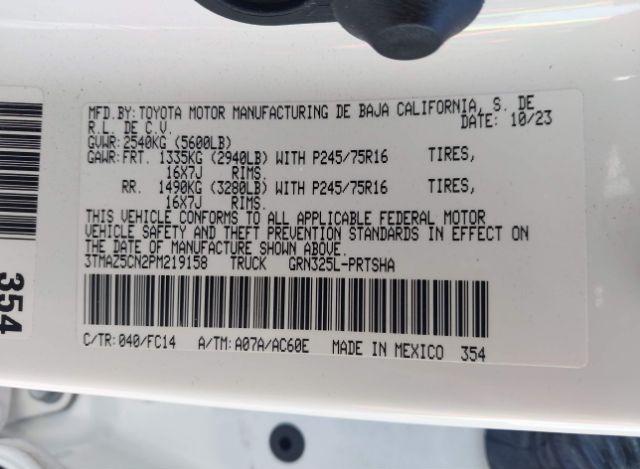 MFD.BY:TOYOTA MOTOR MANUFACTURING DE BAJA CALIFORNIA, S. DE
R.L. DE C.V. DATE: 10/23
GVWR:2540KG (5600LB)
GAWR:FRT. 1335KG (2940LB) WITH P245/75R16 TIRES,
16X7J RIMS.
RR. 1490KG (3280LB) WITH P245/75R16 TIRES,
16X7J RIMS.
THIS VEHICLE CONFORMS TO ALL APPLICABLE FEDERAL MOTOR
VEHICLE SAFETY AND THEFT PREVENTION STANDARDS IN EFFECT ON
THE DATE OF MANUFACTURE SHOWN ABOVE.
3TMAZ5CN2PM219158 TRUCK GRN325L-PRTSHA
C/TR:040/FC14 A/TM:A07A/AC60E MADE IN MEXICO 354
354